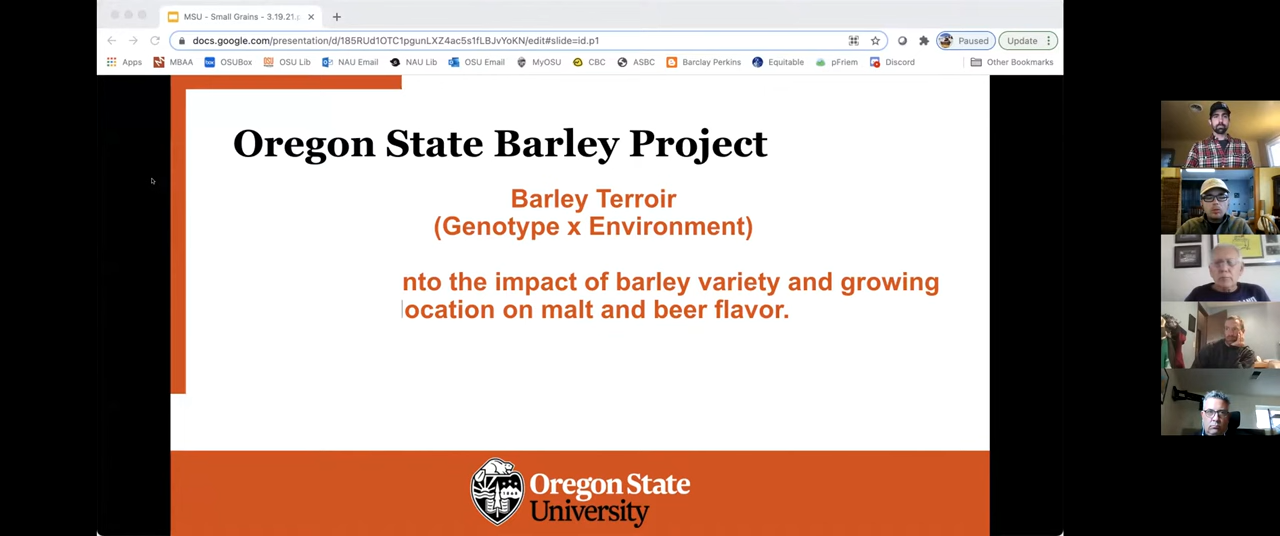 MSU - Small Grains - 3.19.21.p
docs.google.com/presentation/d/185RUd1OTC1pgunLXZ4ac5s1fLBJvYoKN/edit#slide=id.p1
Paused
Update
Apps
MBAA
OSUBox
OSU Lib
NAU Email
NAU Lib
OSU Email
MyOSU
CBC
ASBC
Barclay Perkins
Equitable
pFriem
Discord
Other Bookmarks
Oregon State Barley Project
Barley Terroir
(Genotype x Environment)
nto the impact of barley variety and growing
ocation on malt and beer flavor.
Oregon State
University